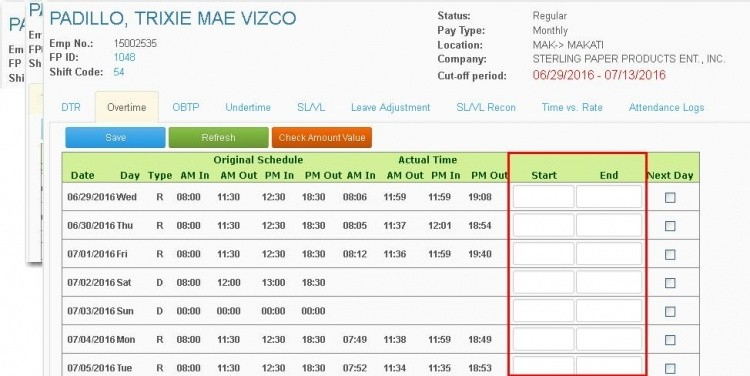 PADILLO, TRIXIE MAE VIZCO
Emp No.: 15002535
FP ID: 1048
Shift Code: 54
Status: Regular
Pay Type: Monthly
Location: MAK-> MAKATI
Company: STERLING PAPER PRODUCTS ENT., INC.
Cut-off period: 06/29/2016 - 07/13/2016
DTR Overtime OBTP Undertime SL/VL Leave Adjustment SL/VL Recon Time vs. Rate Attendance Logs
Save Refresh Check Amount Value
Original Schedule Actual Time
Date Day Type AM In AM Out PM In PM Out AM In AM Out PM In PM Out Start End Next Day
06/29/2016 Wed R 08:00 11:30 12:30 18:30 08:06 11:59 11:59 19:08
06/30/2016 Thu R 08:00 11:30 12:30 18:30 08:05 11:37 12:01 18:54
07/01/2016 Fri R 08:00 11:30 12:30 18:30 08:12 11:36 11:59 19:40
07/02/2016 Sat D 08:00 12:00 13:00 18:30
07/03/2016 Sun D 00:00 00:00 00:00 00:00
07/04/2016 Mon R 08:00 11:30 12:30 18:30 07:49 11:38 11:59 18:49
07/05/2016 Tue R 08:00 11:30 12:30 18:30 07:52 11:34 11:35 18:53